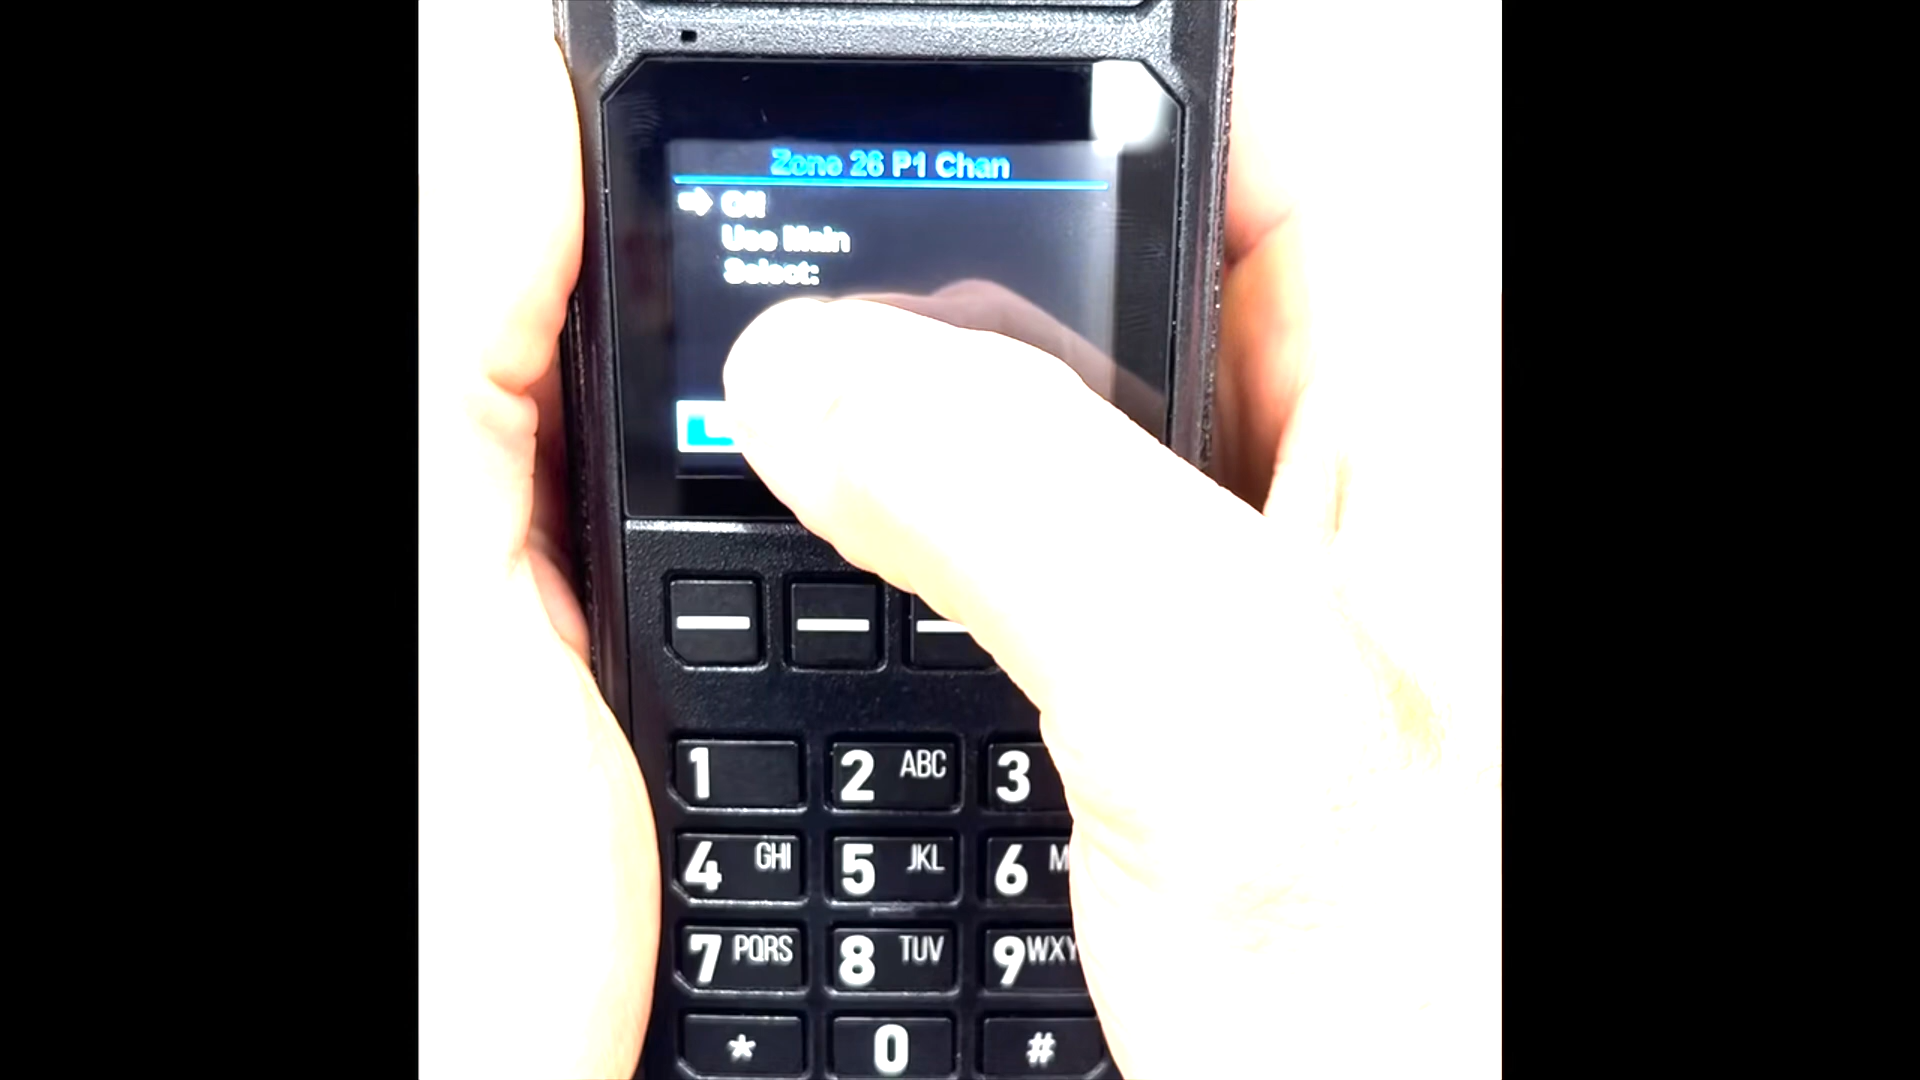 Zone 26 P1 Chan
Off
Use Main
Select:
1
2 ABC
3
4 GHI
5 JKL
6 M
7 PQRS
8 TUV
9 WXY
*
0
#